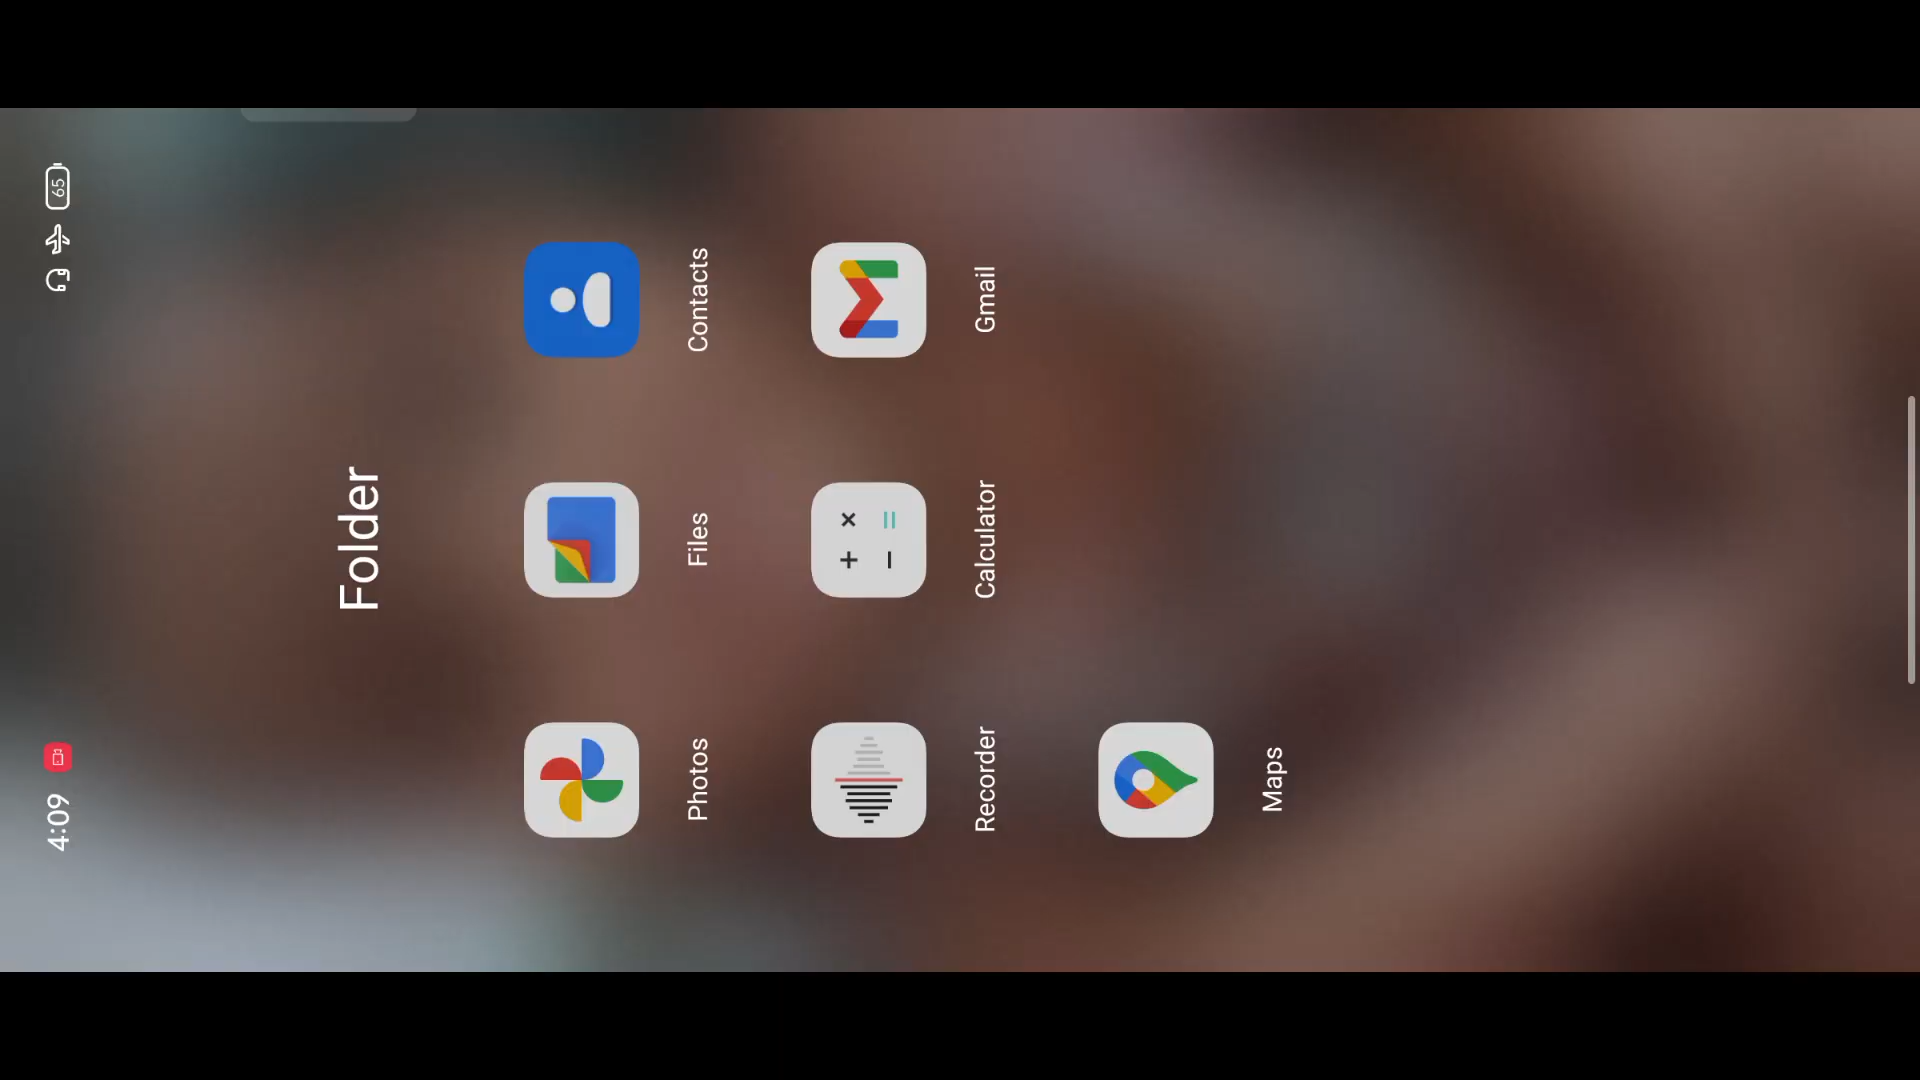 4:09
65
Folder
Photos Files Contacts
Recorder Calculator Gmail
Maps